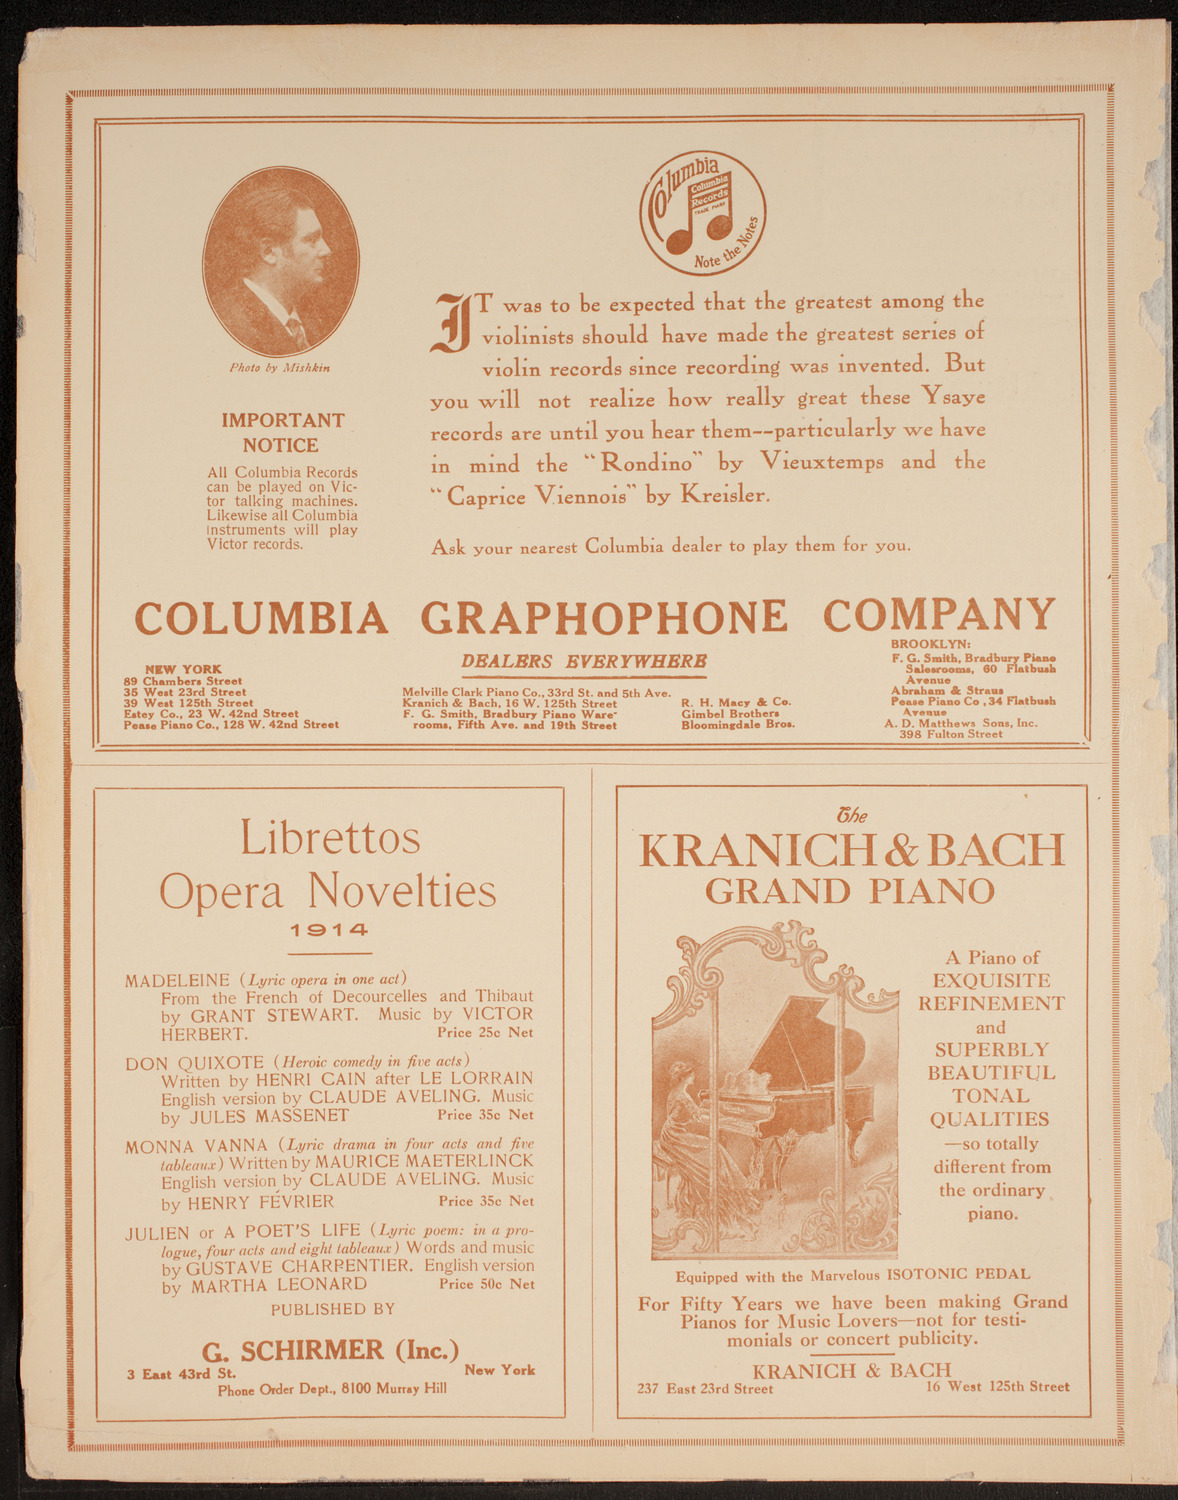 Columbia
Columbia
Records
TRADE MARK
Note the Notes
Photo by Mishkin
IMPORTANT
NOTICE
All Columbia Records
can be played on Vic-
tor talking machines.
Likewise all Columbia
Instruments will play
Victor records.
IT was to be expected that the greatest among the
violinists should have made the greatest series of
violin records since recording was invented. But
you will not realize how really great these Ysaye
records are until you hear them--particularly we have
in mind the "Rondino" by Vieuxtemps and the
"Caprice Viennois" by Kreisler.
Ask your nearest Columbia dealer to play them for you.
COLUMBIA GRAPHOPHONE COMPANY
DEALERS EVERYWHERE
NEW YORK
89 Chambers Street
35 West 23rd Street
39 West 125th Street
Estey Co., 23 W. 42nd Street
Pease Piano Co., 128 W. 42nd Street
Melville Clark Piano Co., 33rd St. and 5th Ave.
Kranich & Bach, 16 W. 125th Street
F. G. Smith, Bradbury Piano Ware-
rooms, Fifth Ave. and 19th Street
R. H. Macy & Co.
Gimbel Brothers
Bloomingdale Bros.
BROOKLYN:
F. G. Smith, Bradbury Piano
Salesrooms, 60 Flatbush
Avenue
Abraham & Straus
Pease Piano Co., 34 Flatbush
Avenue
A. D. Matthews Sons, Inc.
398 Fulton Street
Librettos
Opera Novelties
1914
MADELEINE (Lyric opera in one act)
From the French of Decourcelles and Thibaut
by GRANT STEWART. Music by VICTOR
HERBERT. Price 25c Net
DON QUIXOTE (Heroic comedy in five acts)
Written by HENRI CAIN after LE LORRAIN
English version by CLAUDE AVELING. Music
by JULES MASSENET Price 35c Net
MONNA VANNA (Lyric drama in four acts and five
tableaux) Written by MAURICE MAETERLINCK
English version by CLAUDE AVELING. Music
by HENRY FÉVRIER Price 35c Net
JULIEN or A POET'S LIFE (Lyric poem: in a pro-
logue, four acts and eight tableaux) Words and music
by GUSTAVE CHARPENTIER. English version
by MARTHA LEONARD Price 50c Net
PUBLISHED BY
G. SCHIRMER (Inc.)
3 East 43rd St. New York
Phone Order Dept., 8100 Murray Hill
The
KRANICH & BACH
GRAND PIANO
A Piano of
EXQUISITE
REFINEMENT
and
SUPERBLY
BEAUTIFUL
TONAL
QUALITIES
—so totally
different from
the ordinary
piano.
Equipped with the Marvelous ISOTONIC PEDAL
For Fifty Years we have been making Grand
Pianos for Music Lovers—not for testi-
monials or concert publicity.
KRANICH & BACH
237 East 23rd Street 16 West 125th Street